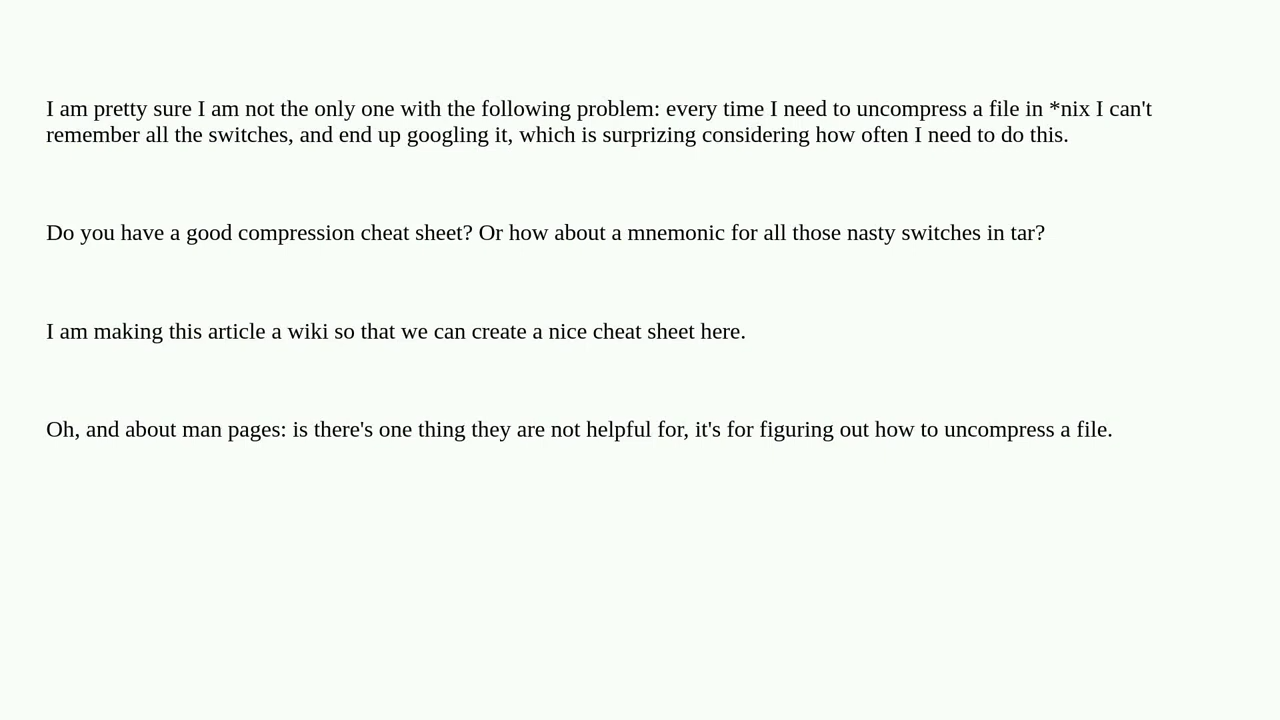 I am pretty sure I am not the only one with the following problem: every time I need to uncompress a file in *nix I can't
remember all the switches, and end up googling it, which is surprizing considering how often I need to do this.
Do you have a good compression cheat sheet? Or how about a mnemonic for all those nasty switches in tar?
I am making this article a wiki so that we can create a nice cheat sheet here.
Oh, and about man pages: is there's one thing they are not helpful for, it's for figuring out how to uncompress a file.